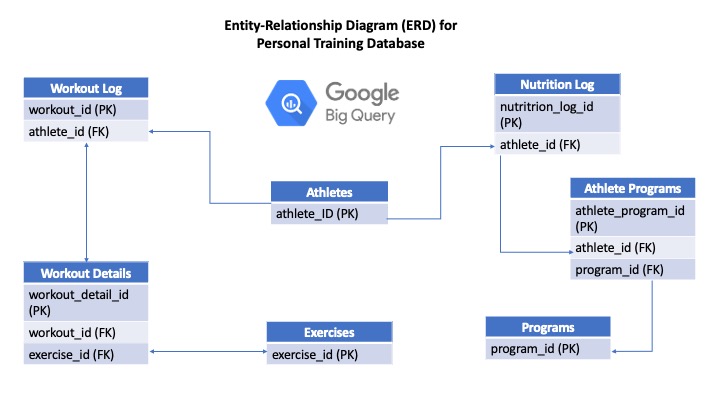 Entity-Relationship Diagram (ERD) for
Personal Training Database
Workout Log
workout_id (PK)
athlete_id (FK)
Google
Big Query
Nutrition Log
nutritrion_log_id
(PK)
athlete_id (FK)
Athletes
athlete_ID (PK)
Athlete Programs
athlete_program_id
(PK)
athlete_id (FK)
program_id (FK)
Workout Details
workout_detail_id
(PK)
workout_id (FK)
exercise_id (FK)
Exercises
exercise_id (PK)
Programs
program_id (PK)